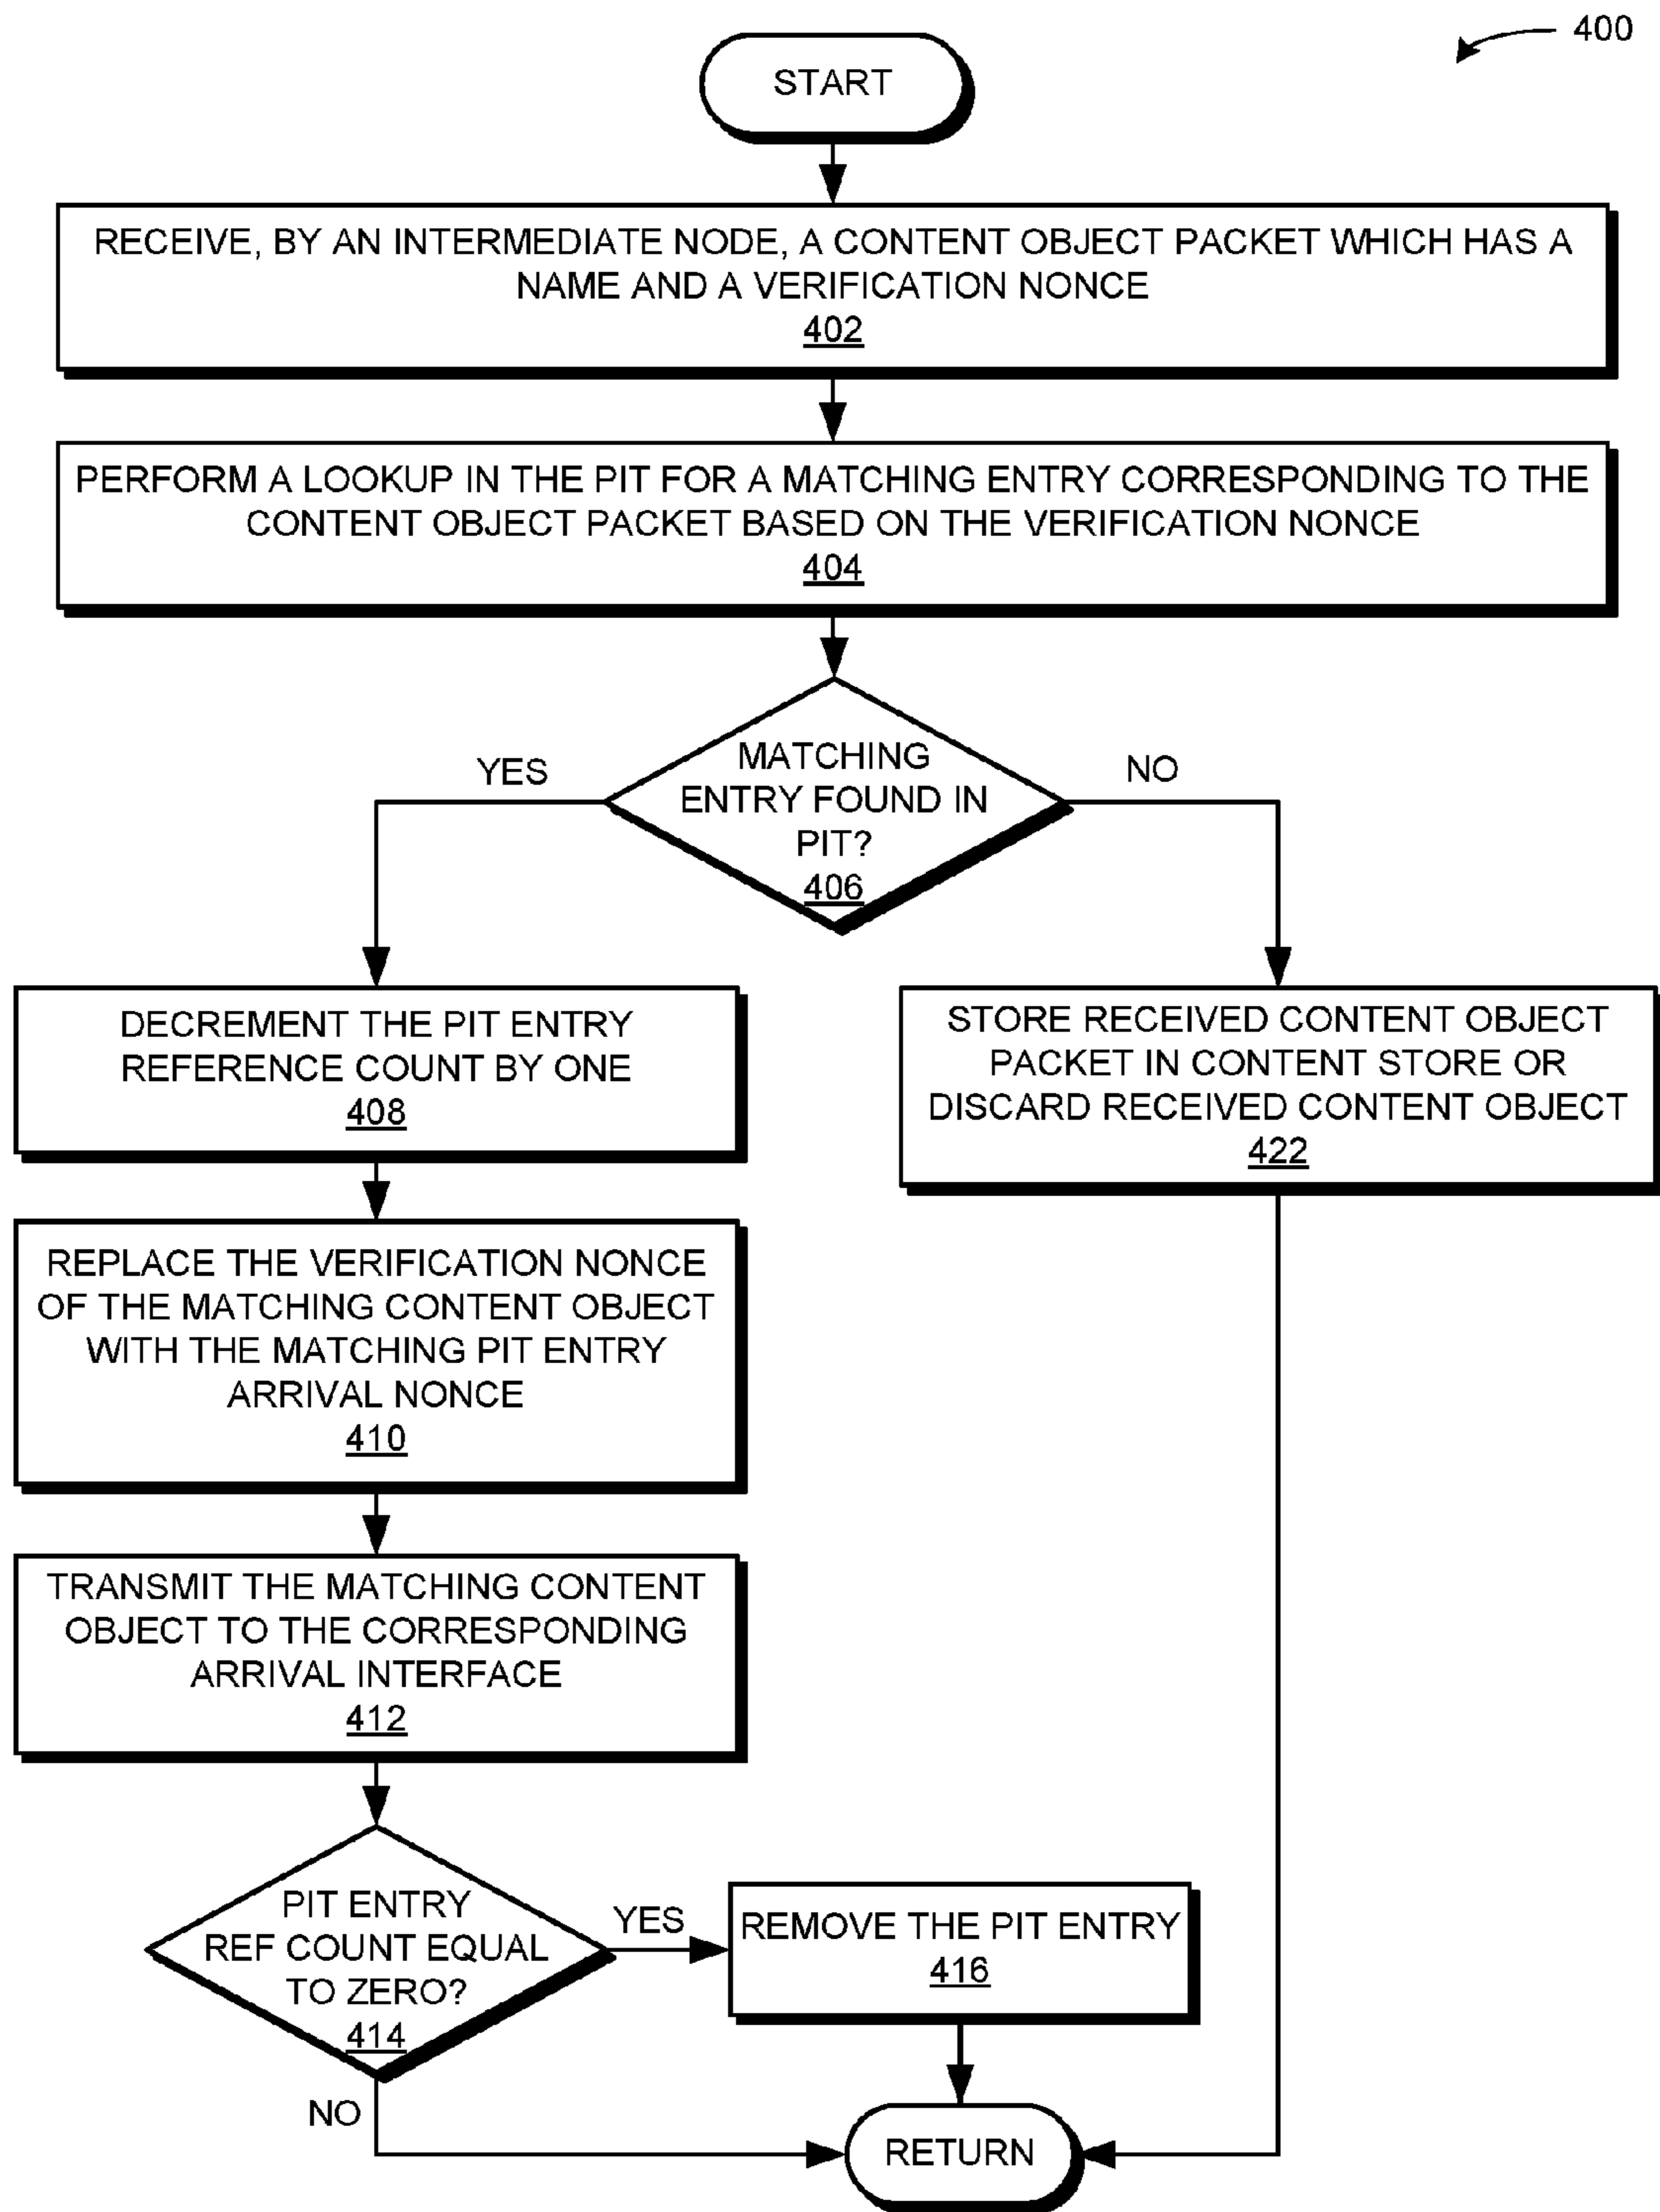 400
START
RECEIVE, BY AN INTERMEDIATE NODE, A CONTENT OBJECT PACKET WHICH HAS A
NAME AND A VERIFICATION NONCE
402
PERFORM A LOOKUP IN THE PIT FOR A MATCHING ENTRY CORRESPONDING TO THE
CONTENT OBJECT PACKET BASED ON THE VERIFICATION NONCE
404
MATCHING
ENTRY FOUND IN
PIT?
406
YES
NO
DECREMENT THE PIT ENTRY
REFERENCE COUNT BY ONE
408
STORE RECEIVED CONTENT OBJECT
PACKET IN CONTENT STORE OR
DISCARD RECEIVED CONTENT OBJECT
422
REPLACE THE VERIFICATION NONCE
OF THE MATCHING CONTENT OBJECT
WITH THE MATCHING PIT ENTRY
ARRIVAL NONCE
410
TRANSMIT THE MATCHING CONTENT
OBJECT TO THE CORRESPONDING
ARRIVAL INTERFACE
412
PIT ENTRY
REF COUNT EQUAL
TO ZERO?
414
YES
REMOVE THE PIT ENTRY
416
NO
RETURN